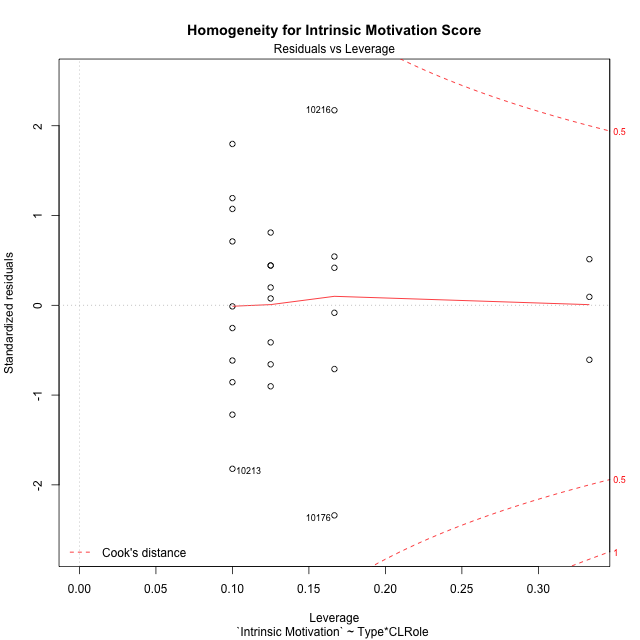 Homogeneity for Intrinsic Motivation Score
Residuals vs Leverage
Standardized residuals
2
1
0
-1
-2
10216
10213
10176
0.5
0.5
1
Cook's distance
0.00 0.05 0.10 0.15 0.20 0.25 0.30
Leverage
`Intrinsic Motivation` ~ Type*CLRole